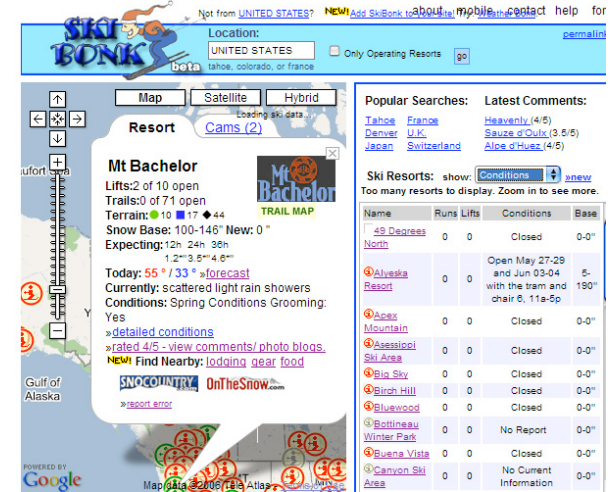 Not from UNITED STATES? NEW! Add SkiBonk to your site! Try Weather Bonk
about mobile contact help for
SKI BONK beta
Location:
permalink
UNITED STATES
Only Operating Resorts
go
tahoe, colorado, or france
Map
Satellite
Hybrid
Loading ski data...
Resort
Cams (2)
Mt Bachelor
Mt Bachelor
TRAIL MAP
Lifts:2 of 10 open
Trails:0 of 71 open
Terrain: 10 17 44
Snow Base: 100-146" New: 0 "
Expecting:12h 24h 36h
1.2"3.5"4.6"
Today: 55 ° / 33 ° »forecast
Currently: scattered light rain showers
Conditions: Spring Conditions Grooming:
Yes
»detailed conditions
»rated 4/5 - view comments/ photo blogs.
NEW! Find Nearby: lodging gear food
SNOCOUNTRY
OnTheSnow.com
»report error
Gulf of
Alaska
POWERED BY
Google
Map data ©2006 Tele Atlas
Popular Searches:
Tahoe France
Denver U.K.
Japan Switzerland
Latest Comments:
Heavenly (4/5)
Sauze d'Oulx (3.5/5)
Alpe d'Huez (4/5)
Ski Resorts: show: Conditions »new
Too many resorts to display. Zoom in to see more.
Name Runs Lifts Conditions Base
49 Degrees
North 0 0 Closed 0-0"
Alyeska
Resort 0 0 Open May 27-29
and Jun 03-04
with the tram and
chair 6, 11a-5p 5-
190"
Apex
Mountain 0 0 Closed 0-0"
Asessippi
Ski Area 0 0 Closed 0-0"
Big Sky 0 0 Closed 0-0"
Birch Hill 0 0 Closed 0-0"
Bluewood 0 0 Closed 0-0"
Bottineau
Winter Park 0 0 No Report 0-0"
Buena Vista 0 0 Closed 0-0"
Canyon Ski
Area 0 0 No Current
Information 0-0"